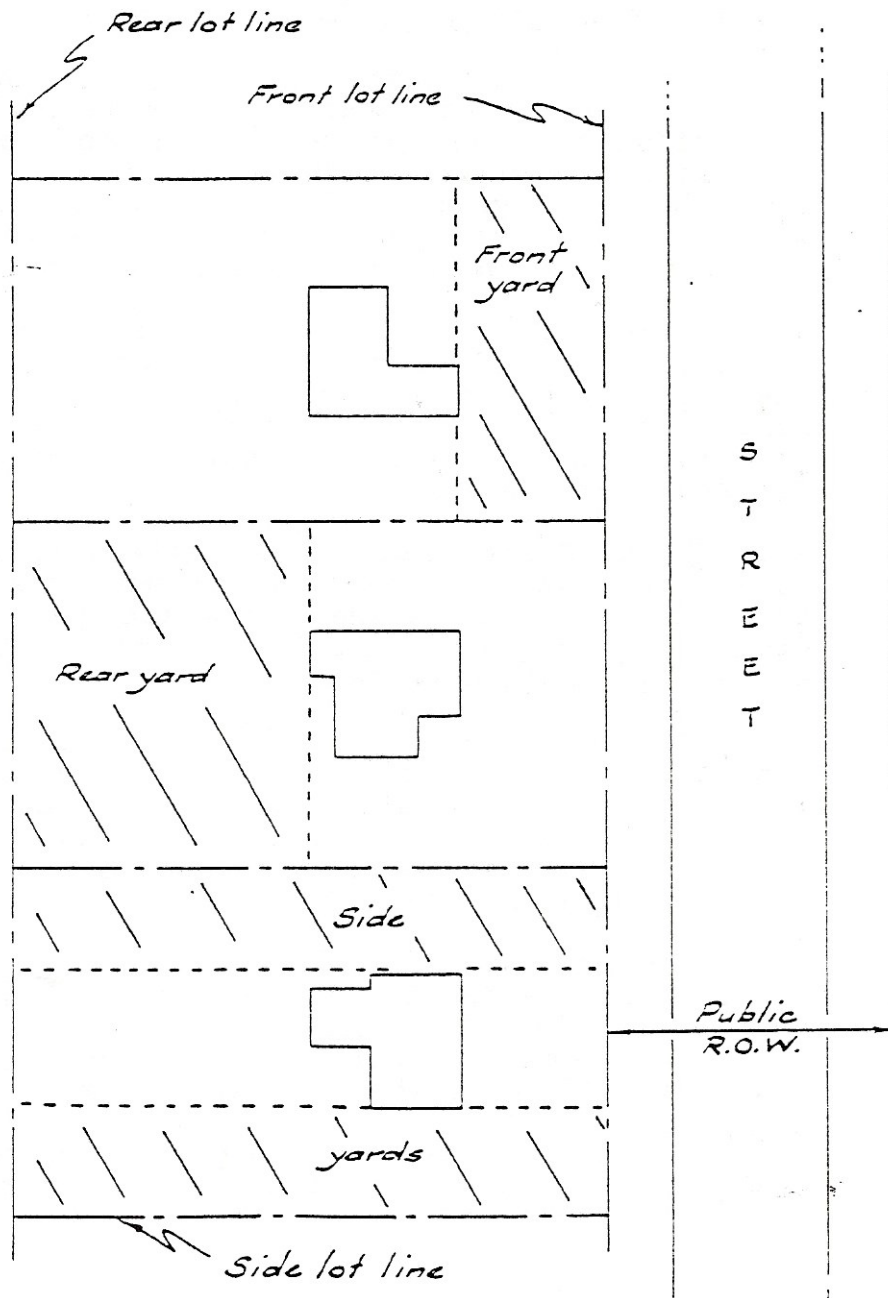 Rear lot line
Front lot line
Front
yard
S
T
R
E
E
T
Rear yard
Side
Public
R.O.W.
yards
Side lot line